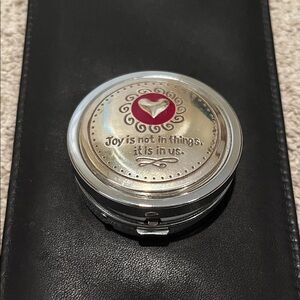 Joy is not in things,
it is in us.